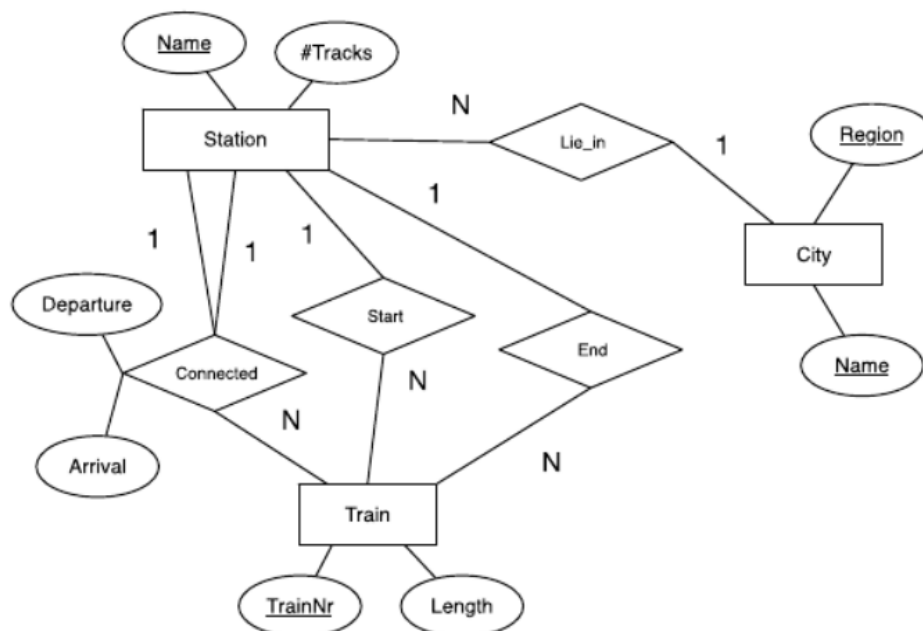 Name
#Tracks
Station
N
Lie_in
1
Region
City
Name
1
1
1
1
Departure
Arrival
Connected
Start
End
N
N
N
Train
TrainNr
Length